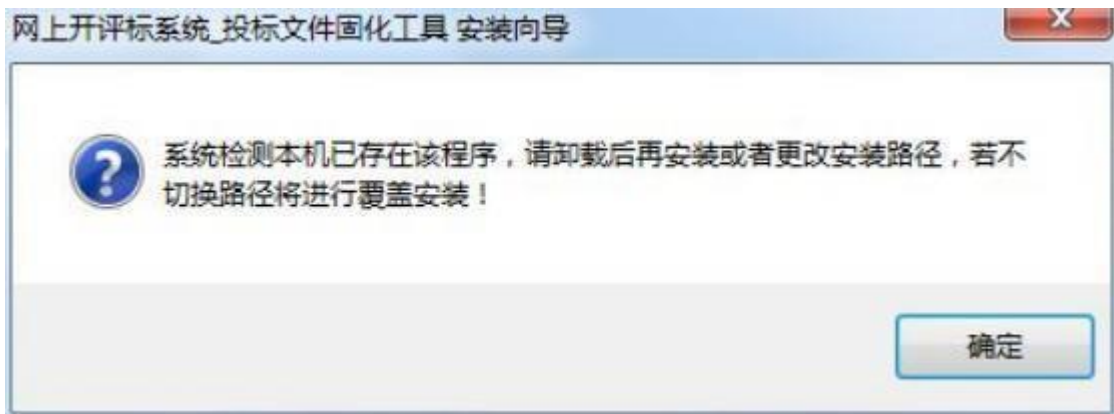 网上开评标系统_投标文件固化工具 安装向导
系统检测本机已存在该程序，请卸载后再安装或者更改安装路径，若不
切换路径将进行覆盖安装！
确定